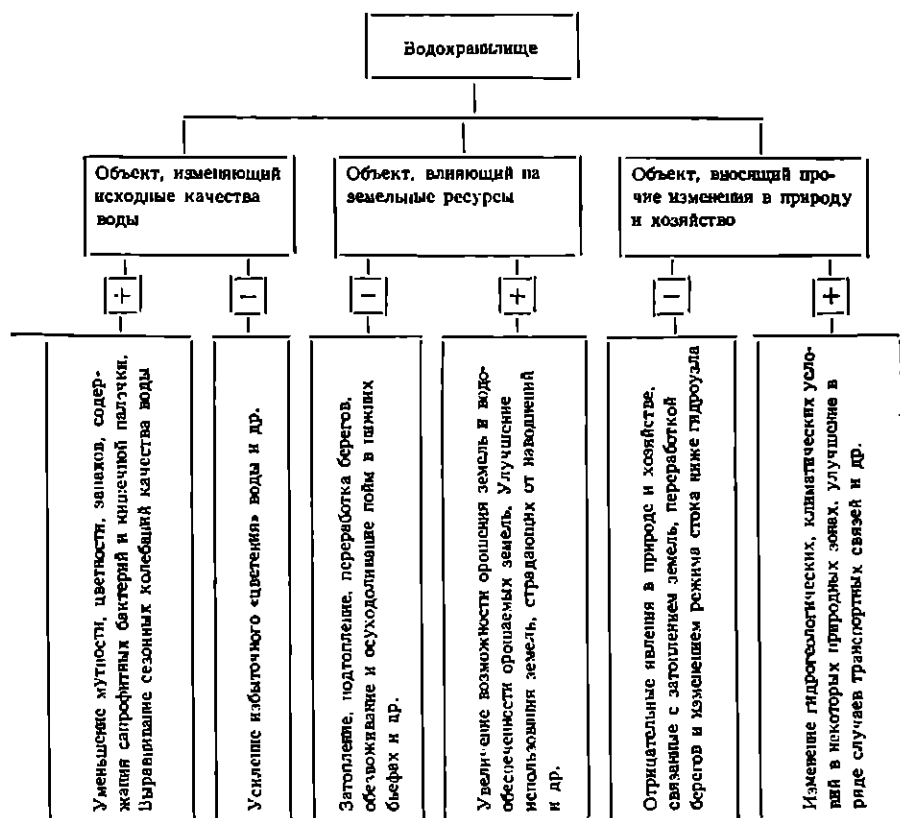 Водохранилище
Объект, изменяющий
исходные качества
воды
Объект, влияющий на
земельные ресурсы
Объект, вносящий про-
чие изменения в природу
и хозяйство
+
−
−
+
−
+
Уменьшение мутности, цветности, запахов, содер-
жания сапрофитных бактерий и кишечной палочки.
Выравнивание сезонных колебаний качества воды
Усиление избыточного «цветения» воды и др.
Затопление, подтопление, переработка берегов,
обезвоживание и осуходоливание пойм в нижних
бьефах и др.
Увеличение возможности орошения земель и водо-
обеспеченности орошаемых земель. Улучшение
использования земель, страдающих от наводнений
и др.
Отрицательные явления в природе и хозяйстве,
связанные с затоплением земель, переработкой
берегов и изменением режима стока ниже гидроузла
Изменение гидрогеологических, климатических усло-
вий в некоторых природных зонах, улучшение в
ряде случаев транспортных связей и др.